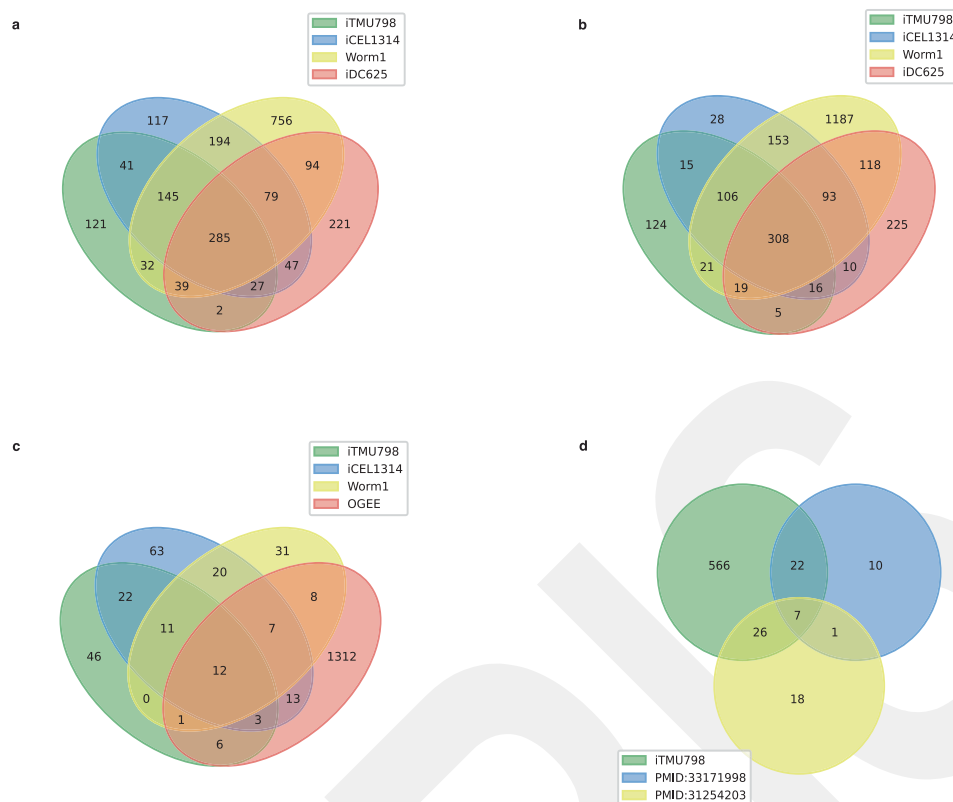 a
iTMU798
iCEL1314
Worm1
iDC625
117
756
194
41
94
145
79
121
221
285
32
47
39
27
2
b
iTMU798
iCEL1314
Worm1
iDC625
28
1187
153
15
118
106
93
124
225
308
21
10
19
16
5
c
iTMU798
iCEL1314
Worm1
OGEE
63
31
20
22
8
11
7
46
1312
12
0
13
1
3
6
d
566
22
10
7
26
1
18
iTMU798
PMID:33171998
PMID:31254203